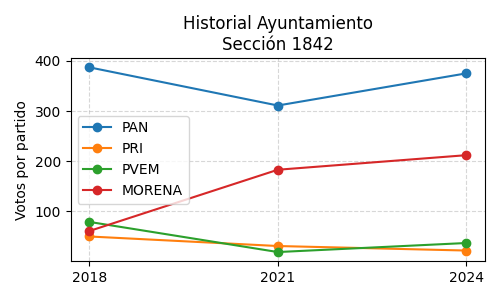 Historial Ayuntamiento
Sección 1842
Votos por partido
400
300
200
100
PAN
PRI
PVEM
MORENA
2018
2021
2024